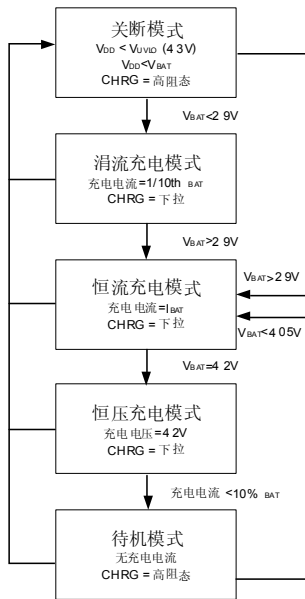 关断模式
VDD < VUVLO (4 3V)
VDD<VBAT
CHRG = 高阻态
VBAT<2 9V
涓流充电模式
充电电流=1/10th BAT
CHRG = 下拉
VBAT>2 9V
恒流充电模式
充电电流=IBAT
CHRG = 下拉
VBAT>2 9V
VBAT<4 05V
VBAT=4 2V
恒压充电模式
充电电压=4 2V
CHRG = 下拉
充电电流 <10% BAT
待机模式
无充电电流
CHRG = 高阻态